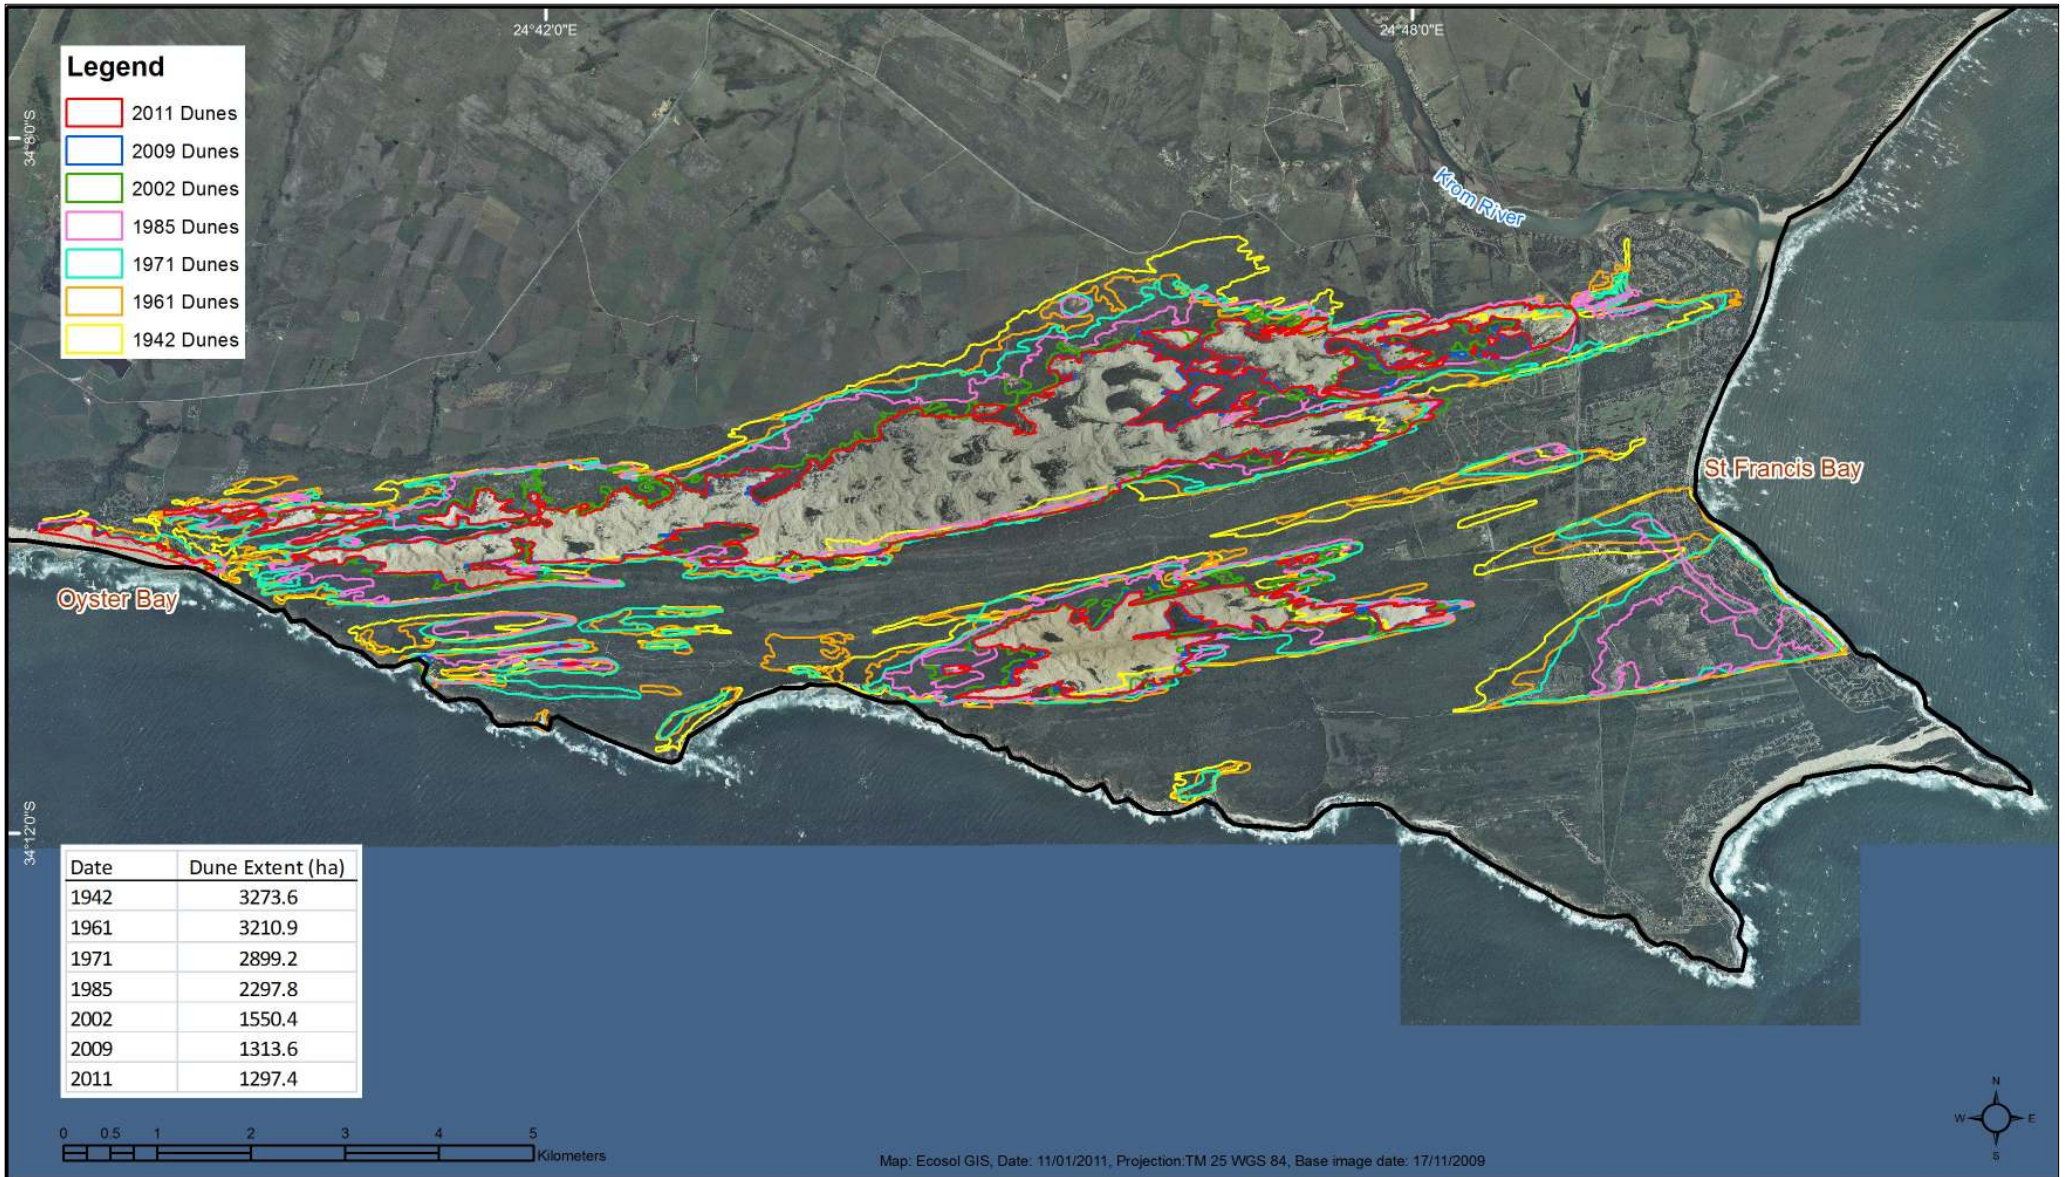 24°42'0"E
24°48'0"E
Legend
2011 Dunes
2009 Dunes
2002 Dunes
1985 Dunes
1971 Dunes
1961 Dunes
1942 Dunes
34°8'0"S
Krom River
St Francis Bay
Oyster Bay
34°12'0"S
Date Dune Extent (ha)
1942 3273.6
1961 3210.9
1971 2899.2
1985 2297.8
2002 1550.4
2009 1313.6
2011 1297.4
N
W E
S
0 0.5 1 2 3 4 5
Kilometers
Map: Ecosol GIS, Date: 11/01/2011, Projection:TM 25 WGS 84, Base image date: 17/11/2009